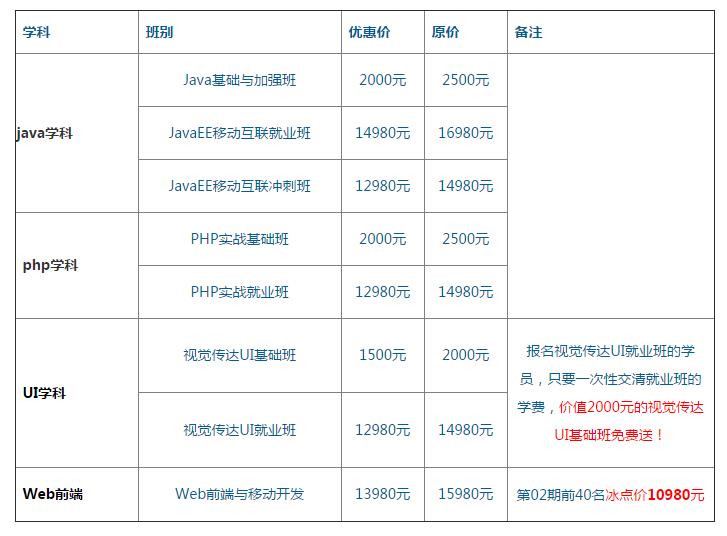 学科 班别 优惠价 原价 备注
java学科
Java基础与加强班 2000元 2500元
JavaEE移动互联就业班 14980元 16980元
JavaEE移动互联冲刺班 12980元 14980元
php学科
PHP实战基础班 2000元 2500元
PHP实战就业班 12980元 14980元
UI学科
视觉传达UI基础班 1500元 2000元
视觉传达UI就业班 12980元 14980元
报名视觉传达UI就业班的学
员，只要一次性交清就业班的
学费，价值2000元的视觉传达
UI基础班免费送！
Web前端 Web前端与移动开发 13980元 15980元 第02期前40名冰点价10980元